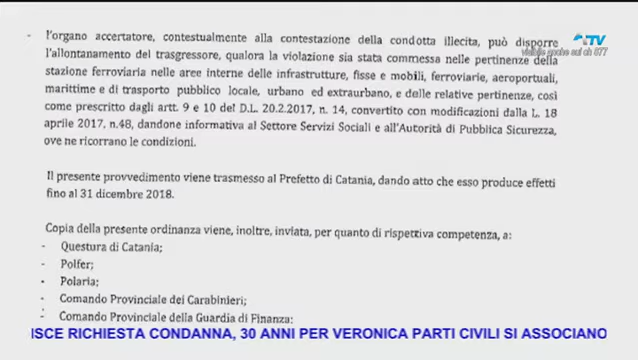 - l'organo accertatore, contestualmente alla contestazione della condotta illecita, può disporre
l'allontanamento del trasgressore, qualora la violazione sia stata commessa nelle pertinenze della
stazione ferroviaria nelle aree interne delle infrastrutture, fisse e mobili, ferroviarie, aeroportuali,
marittime e di trasporto pubblico locale, urbano ed extraurbano, e delle relative pertinenze, così
come prescritto dagli artt. 9 e 10 del D.L. 20.2.2017, n. 14, convertito con modificazioni dalla L. 18
aprile 2017, n.48, dandone informativa al Settore Servizi Sociali e all'Autorità di Pubblica Sicurezza,
ove ne ricorrano le condizioni.
Il presente provvedimento viene trasmesso al Prefetto di Catania, dando atto che esso produce effetti
fino al 31 dicembre 2018.
Copia della presente ordinanza viene, inoltre, inviata, per quanto di rispettiva competenza, a:
- Questura di Catania;
- Polfer;
- Polaria;
- Comando Provinciale dei Carabinieri;
- Comando Provinciale della Guardia di Finanza;
TV
visibile anche sul ch 877
ISCE RICHIESTA CONDANNA, 30 ANNI PER VERONICA PARTI CIVILI SI ASSOCIANO